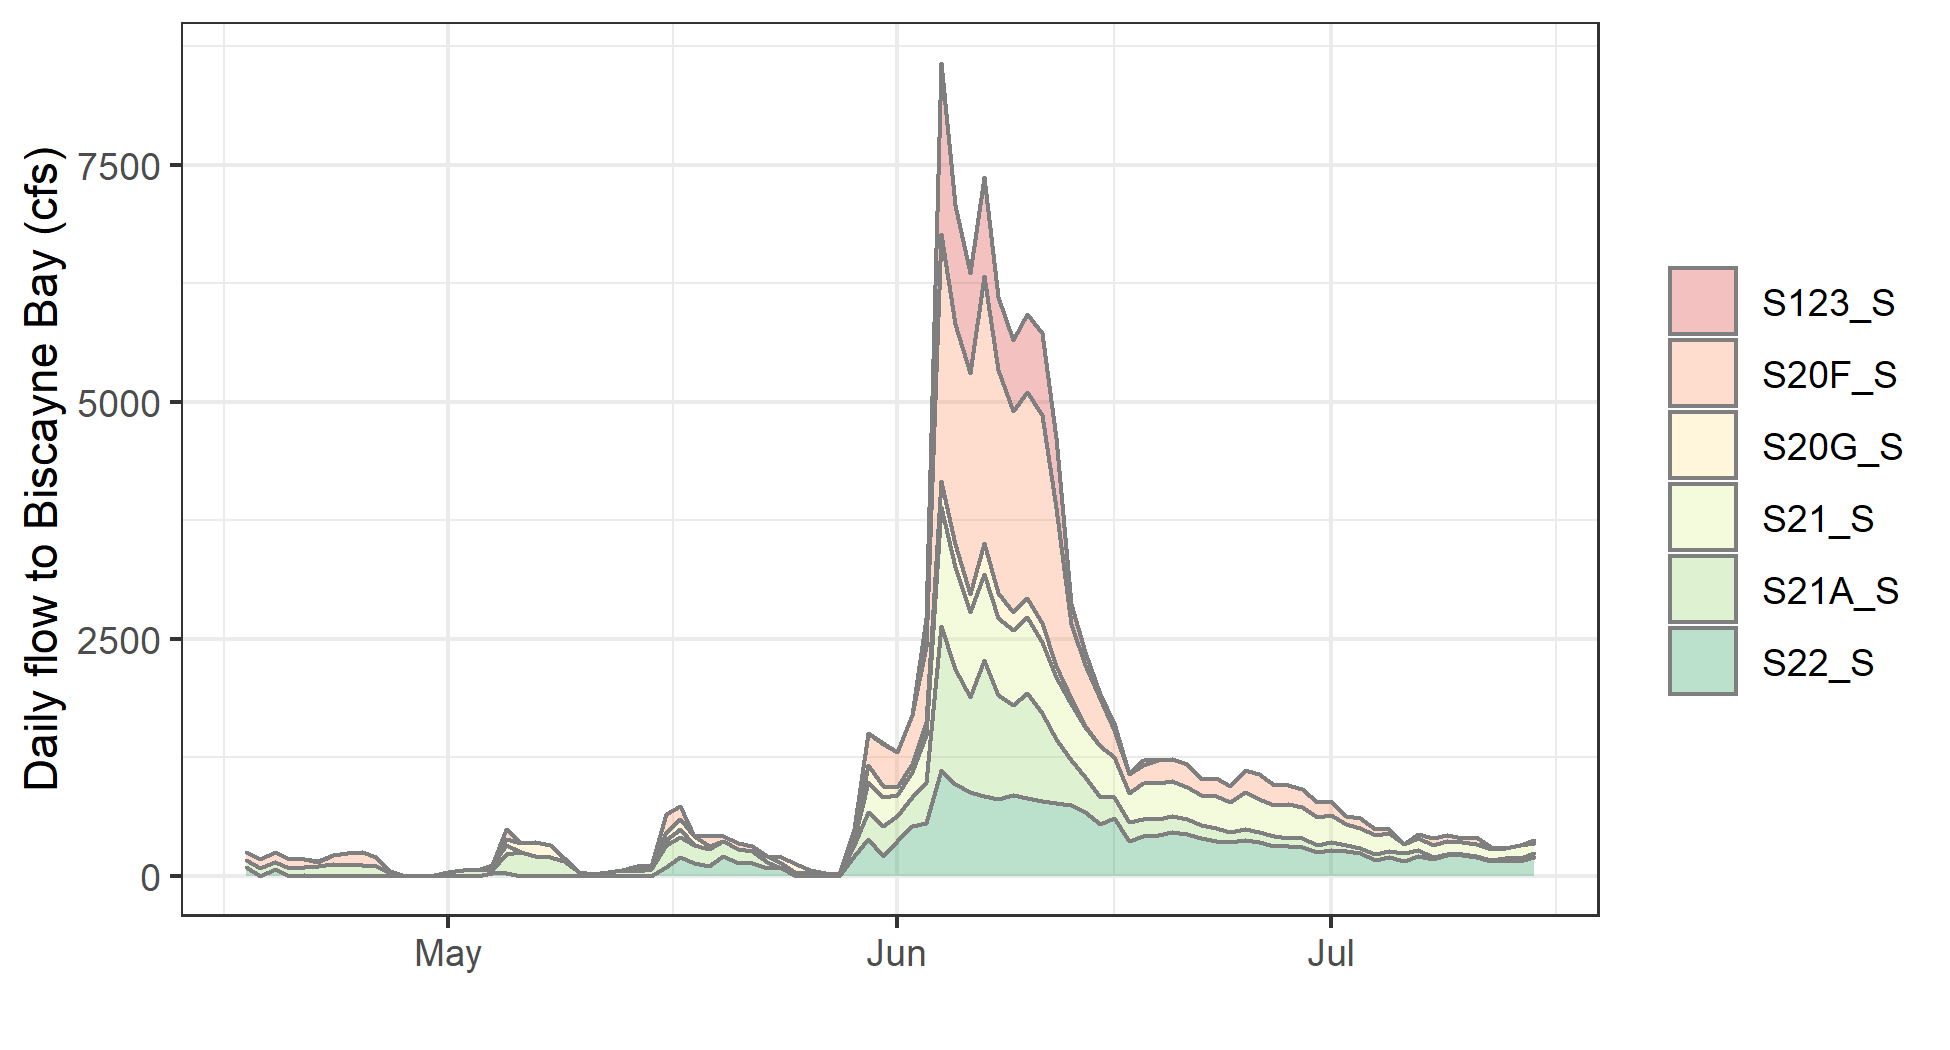 Daily flow to Biscayne Bay (cfs)
7500
5000
2500
0
May
Jun
Jul
S123_S
S20F_S
S20G_S
S21_S
S21A_S
S22_S